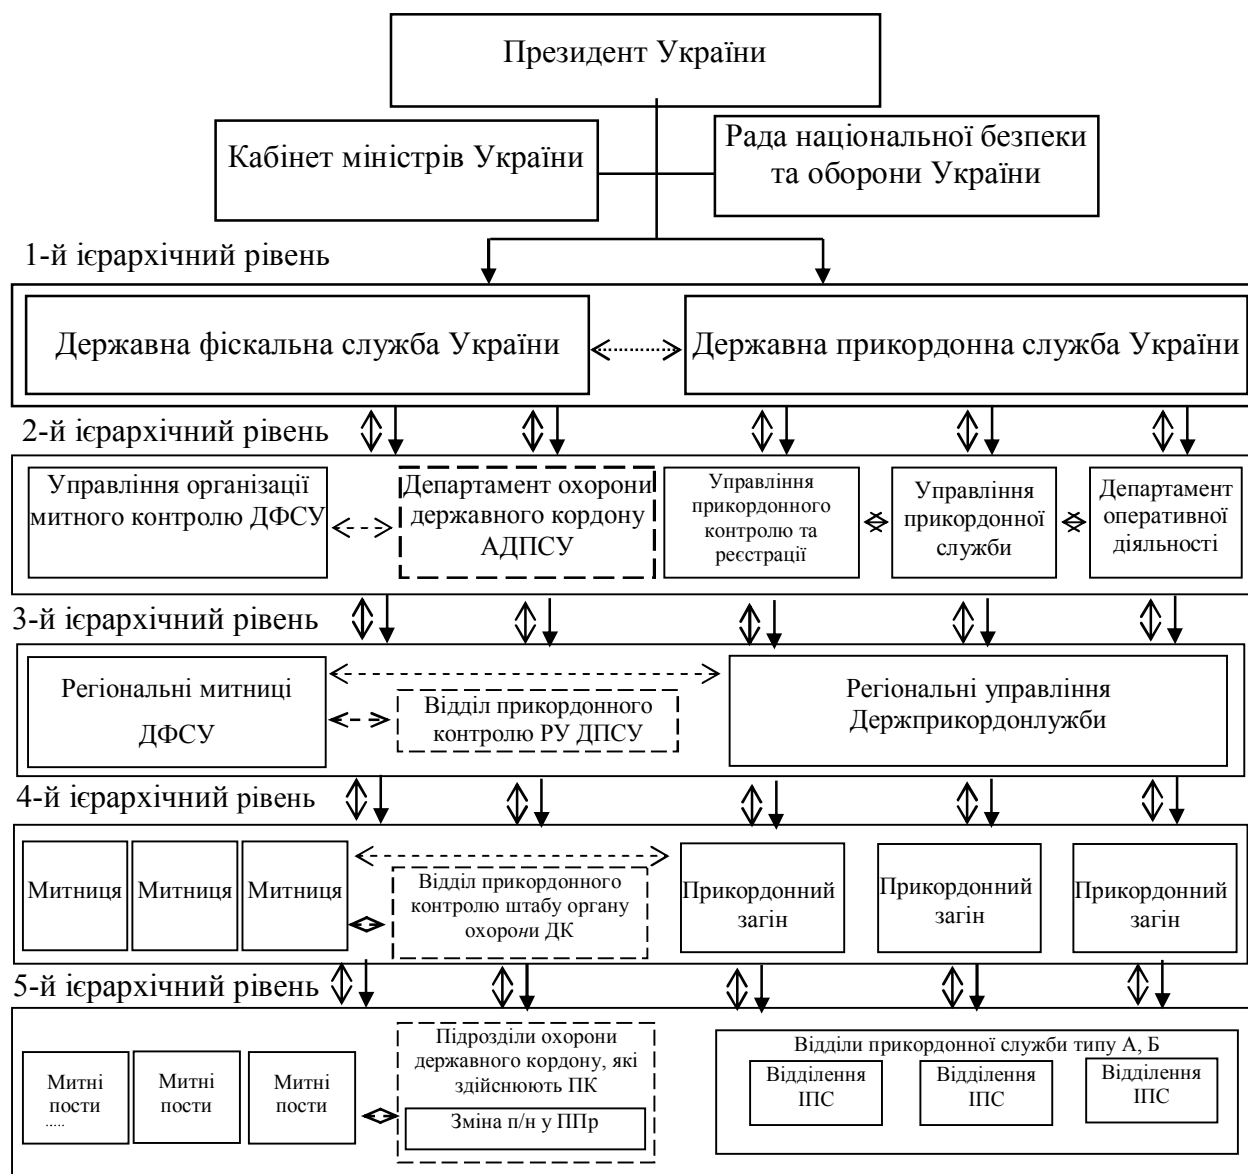 Президент України
Кабінет міністрів України
Рада національної безпеки
та оборони України
1-й ієрархічний рівень
Державна фіскальна служба України
Державна прикордонна служба України
2-й ієрархічний рівень
Управління організації
митного контролю ДФСУ
Департамент охорони
державного кордону
АДПСУ
Управління
прикордонного
контролю та
реєстрації
Управління
прикордонної
служби
Департамент
оперативної
діяльності
3-й ієрархічний рівень
Регіональні митниці
ДФСУ
Відділ прикордонного
контролю РУ ДПСУ
Регіональні управління
Держприкордонлужби
4-й ієрархічний рівень
Митниця
Митниця
Митниця
Відділ прикордонного
контролю штабу органу
охорони ДК
Прикордонний
загін
Прикордонний
загін
Прикордонний
загін
5-й ієрархічний рівень
Митні
пости
.....
Митні
пости
Митні
пости
Підрозділи охорони
державного кордону, які
здійснюють ПК
Зміна п/н у ППр
Відділи прикордонної служби типу А, Б
Відділення
ІПС
Відділення
ІПС
Відділення
ІПС